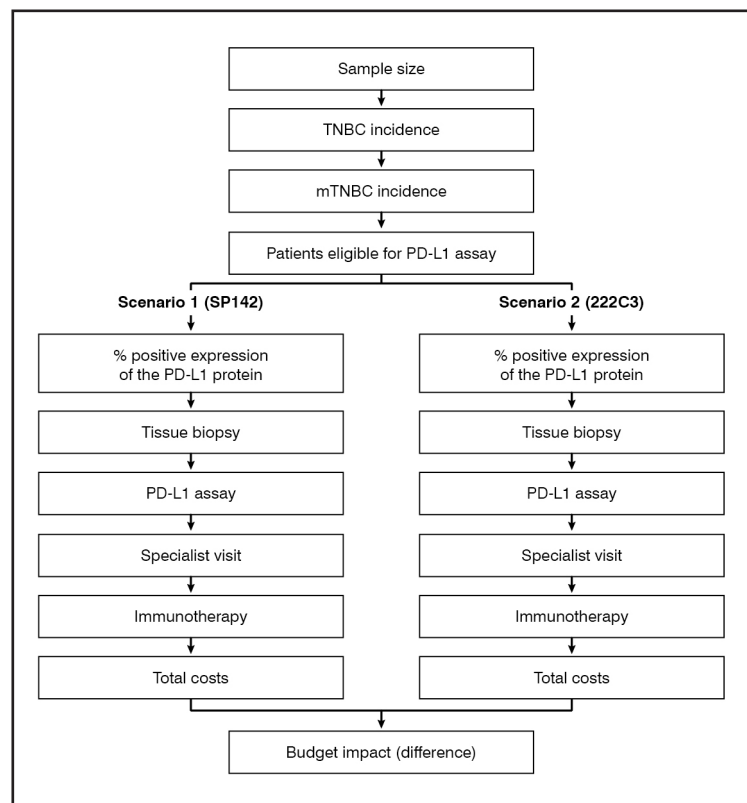 Sample size
TNBC incidence
mTNBC incidence
Patients eligible for PD-L1 assay
Scenario 1 (SP142)
% positive expression
of the PD-L1 protein
Tissue biopsy
PD-L1 assay
Specialist visit
Immunotherapy
Total costs
Scenario 2 (222C3)
% positive expression
of the PD-L1 protein
Tissue biopsy
PD-L1 assay
Specialist visit
Immunotherapy
Total costs
Budget impact (difference)